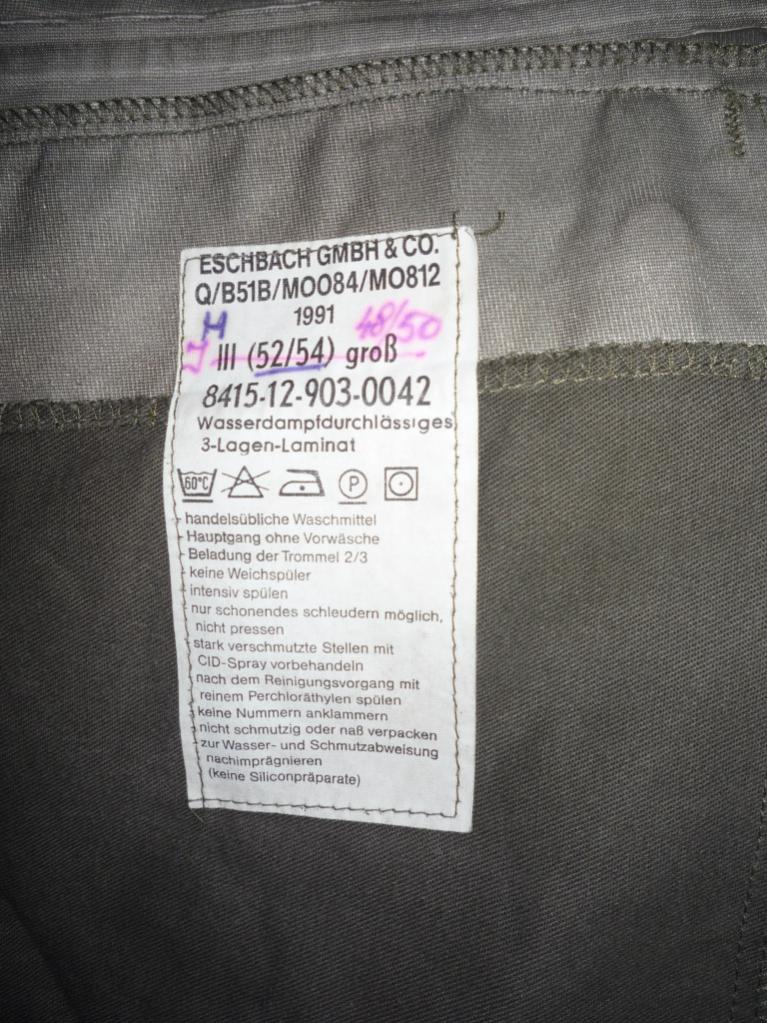 ESCHBACH GMBH & CO.
Q/B51B/MOO84/MO812
1991
48/50
III (52/54) groß
8415-12-903-0042
Wasserdampfdurchlässiges
3-Lagen-Laminat
60°C P
handelsübliche Waschmittel
Hauptgang ohne Vorwäsche
Beladung der Trommel 2/3
keine Weichspüler
intensiv spülen
nur schonendes schleudern möglich,
nicht pressen
stark verschmutzte Stellen mit
CID-Spray vorbehandeln
nach dem Reinigungsvorgang mit
reinem Perchloräthylen spülen
keine Nummern anklammern
nicht schmutzig oder naß verpacken
zur Wasser- und Schmutzabweisung
nachimprägnieren
(keine Siliconpräparate)